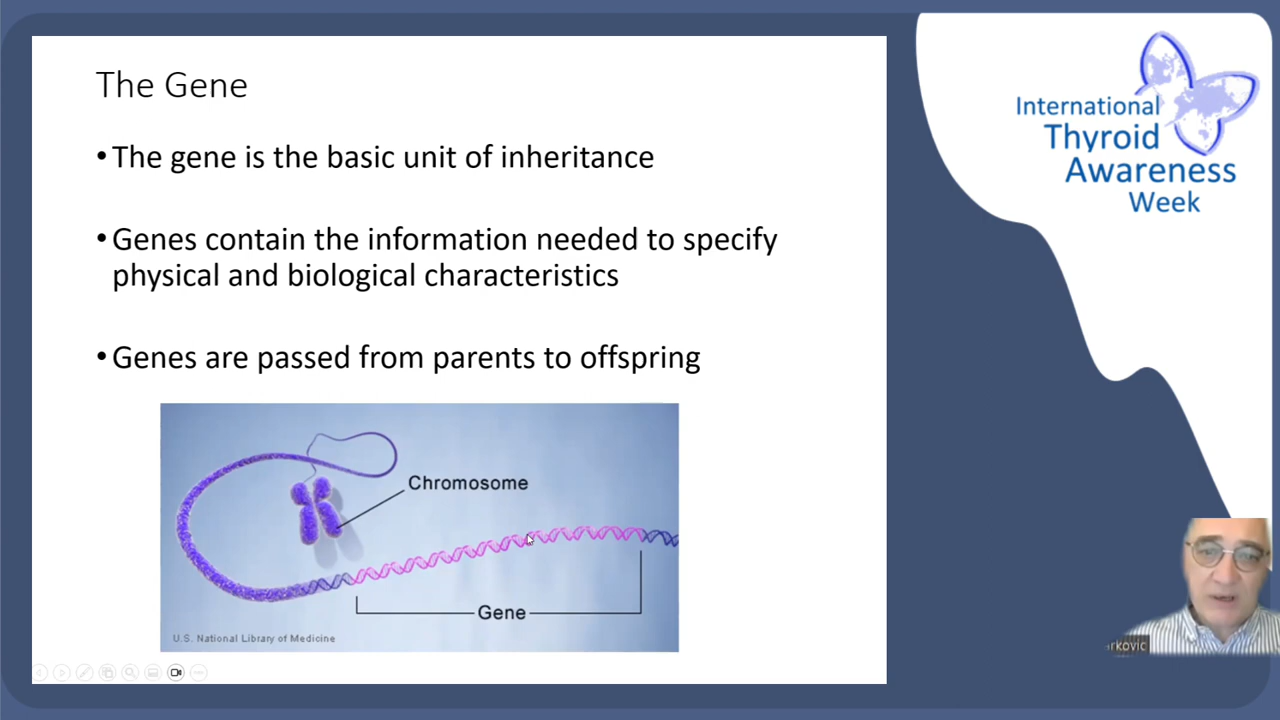 The Gene
•The gene is the basic unit of inheritance
•Genes contain the information needed to specify
physical and biological characteristics
•Genes are passed from parents to offspring
Chromosome
Gene
U.S. National Library of Medicine
International
Thyroid
Awareness
Week